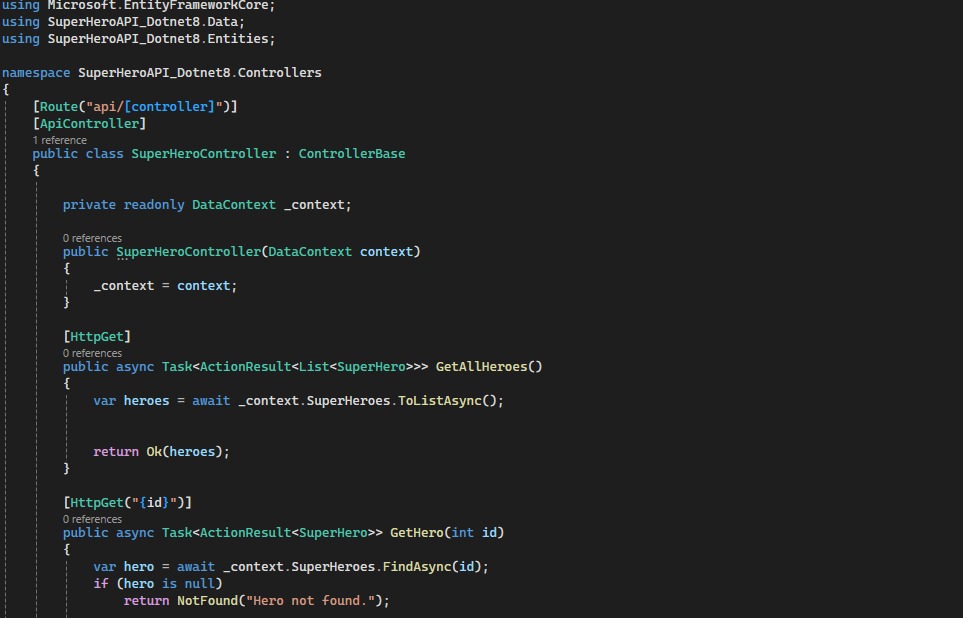 using Microsoft.EntityFrameworkCore;
using SuperHeroAPI_Dotnet8.Data;
using SuperHeroAPI_Dotnet8.Entities;
namespace SuperHeroAPI_Dotnet8.Controllers
{
[Route("api/[controller]")]
[ApiController]
1 reference
public class SuperHeroController : ControllerBase
{
private readonly DataContext _context;
0 references
public SuperHeroController(DataContext context)
{
_context = context;
}
[HttpGet]
0 references
public async Task<ActionResult<List<SuperHero>>> GetAllHeroes()
{
var heroes = await _context.SuperHeroes.ToListAsync();
return Ok(heroes);
}
[HttpGet("{id}")]
0 references
public async Task<ActionResult<SuperHero>> GetHero(int id)
{
var hero = await _context.SuperHeroes.FindAsync(id);
if (hero is null)
return NotFound("Hero not found.");